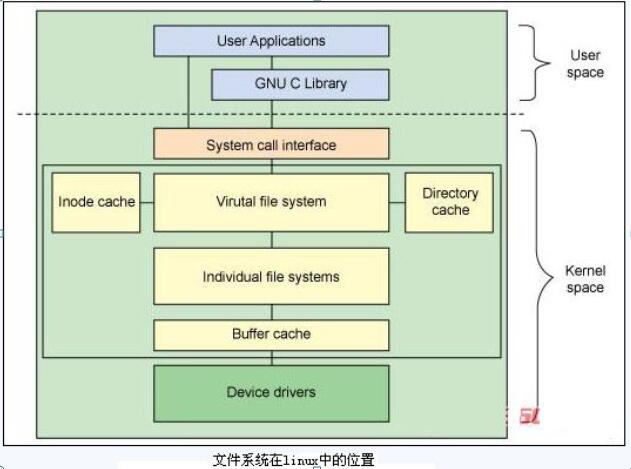 User Applications
GNU C Library
User
space
System call interface
Inode cache
Virutal file system
Directory
cache
Individual file systems
Kernel
space
Buffer cache
Device drivers
文件系统在linux中的位置